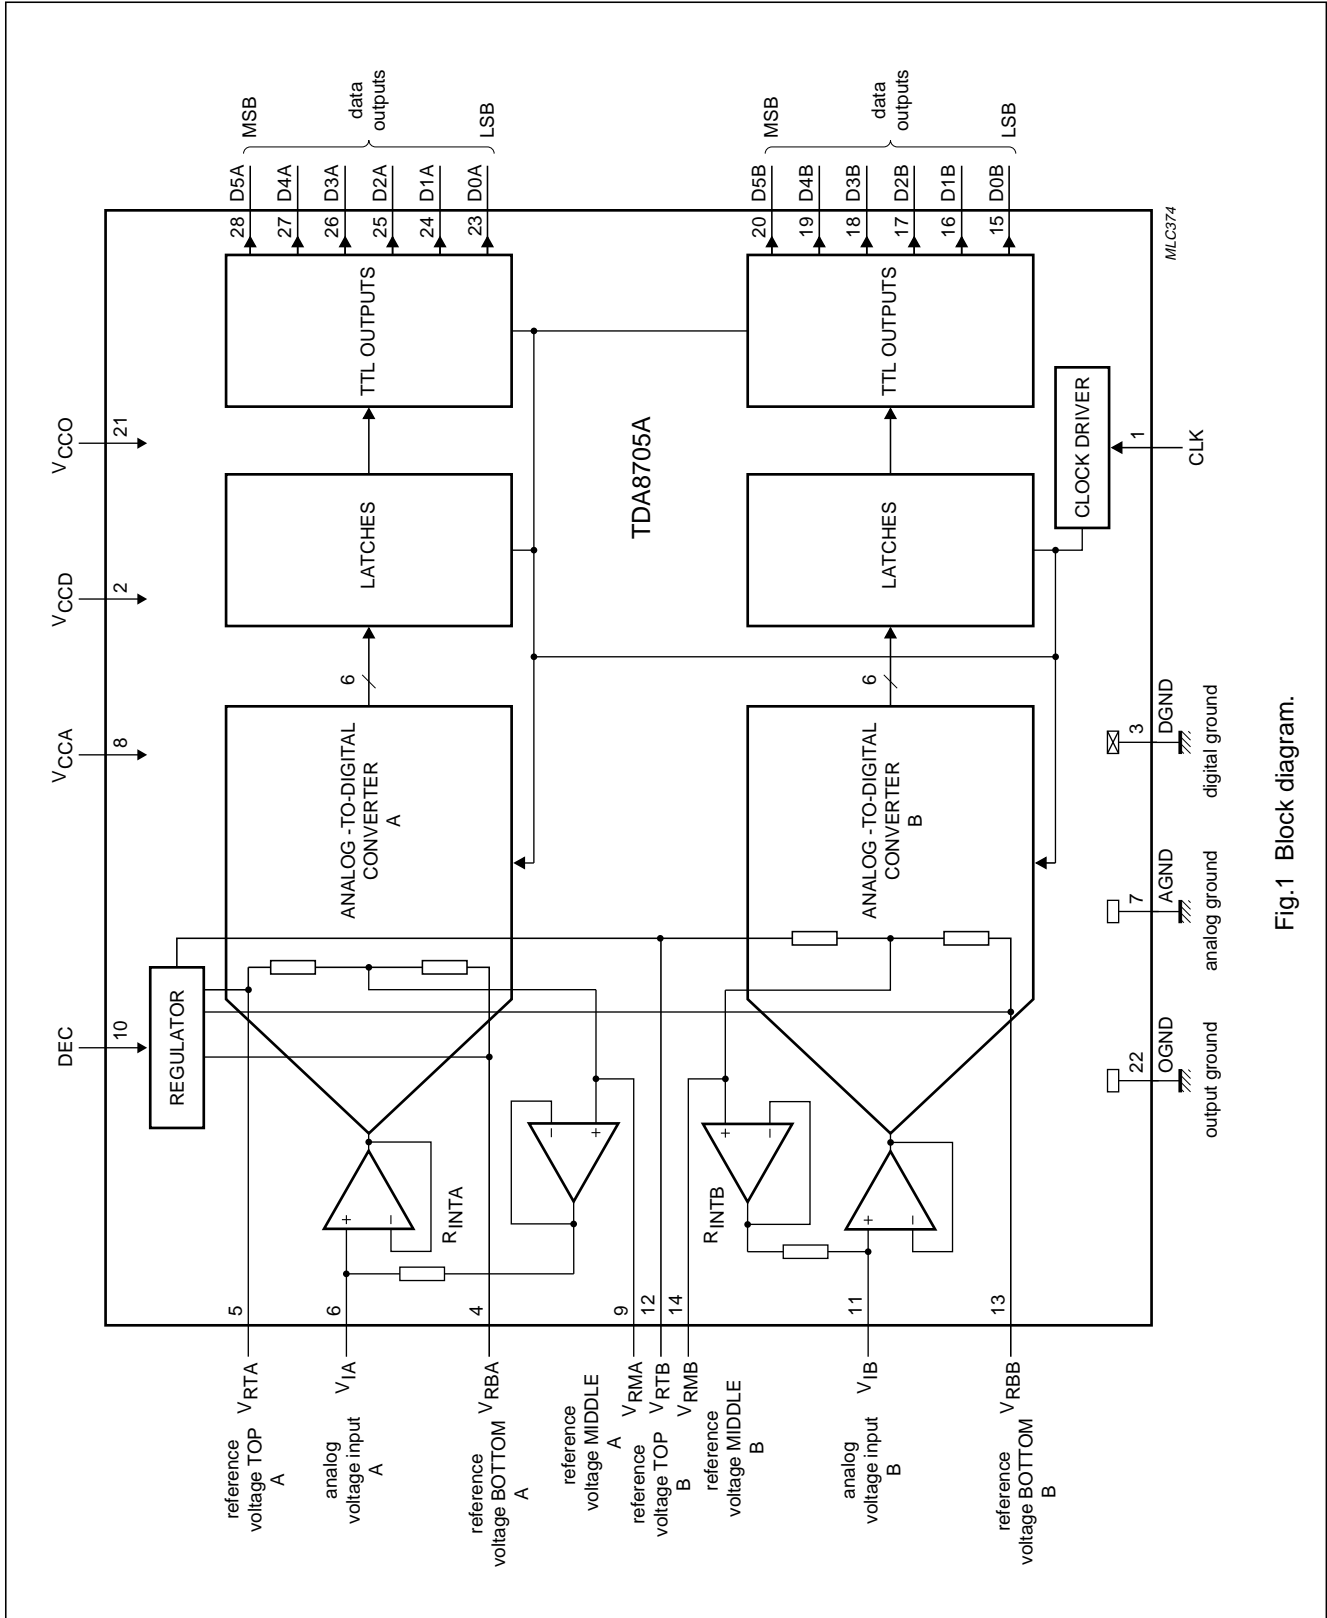 VCCA
8
VCCD
2
VCCO
21
DEC
10
REGULATOR
5
VRTA
reference
voltage TOP
A
6
VIA
analog
voltage input
A
4
VRBA
reference
voltage BOTTOM
A
9
VRMA
reference
voltage MIDDLE
A
12
VRTB
reference
voltage TOP
B
14
VRMB
reference
voltage MIDDLE
B
11
VIB
analog
voltage input
B
13
VRBB
reference
voltage BOTTOM
B
+
−
RINTA
−
+
+
−
RINTB
+
−
ANALOG -TO-DIGITAL
CONVERTER
A
6
LATCHES
TTL OUTPUTS
28 D5A
MSB
27 D4A
26 D3A
25 D2A
24 D1A
23 D0A
LSB
data
outputs
TDA8705A
ANALOG -TO-DIGITAL
CONVERTER
B
6
LATCHES
TTL OUTPUTS
20 D5B
MSB
19 D4B
18 D3B
17 D2B
16 D1B
15 D0B
LSB
data
outputs
CLOCK DRIVER
1
CLK
22
OGND
output ground
7
AGND
analog ground
3
DGND
digital ground
MLC374
Fig.1 Block diagram.